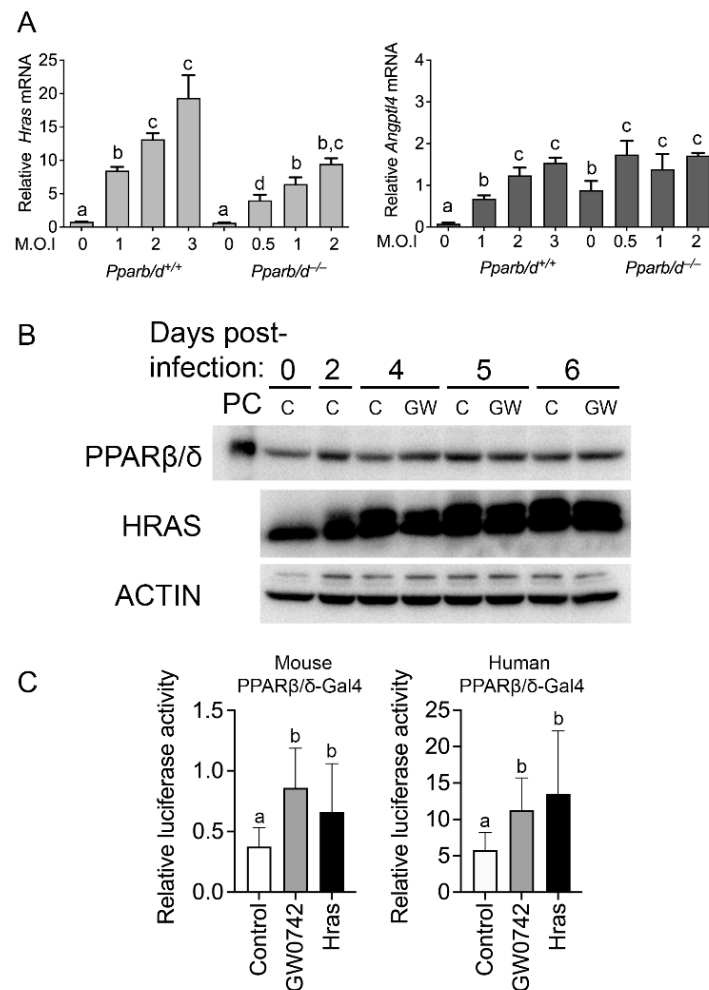 A
Relative Hras mRNA
25
20
15
10
5
0
a
b
c
c
a
d
b
b,c
M.O.I
0 1 2 3 0 0.5 1 2
Pparb/d+/+ Pparb/d–/–
Relative Angptl4 mRNA
4
3
2
1
0
a
b
c
c
b
c
c
c
0 1 2 3 0 0.5 1 2
Pparb/d+/+ Pparb/d–/–
B
Days post-
infection: 0 2 4 5 6
PC C C C GW C GW C GW
PPARβ/δ
HRAS
ACTIN
C
Mouse
PPARβ/δ-Gal4
Relative luciferase activity
1.5
1.0
0.5
0.0
a
b
b
Control
GW0742
Hras
Human
PPARβ/δ-Gal4
Relative luciferase activity
25
20
15
10
5
0
a
b
b
Control
GW0742
Hras